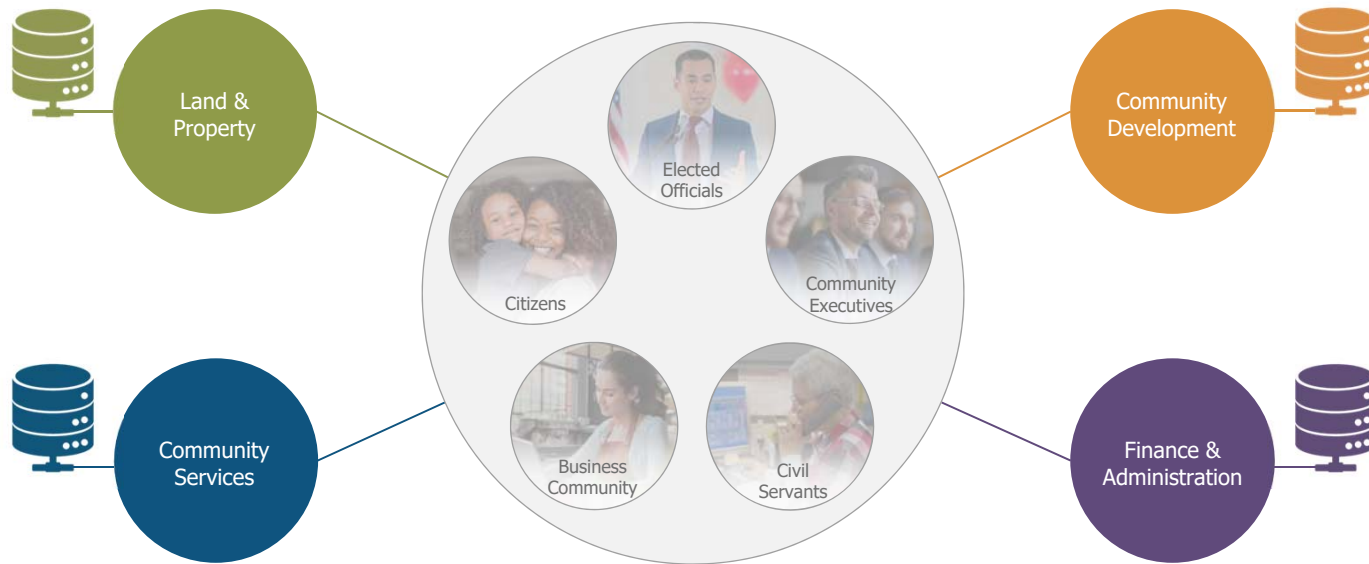 Land &
Property
Elected
Officials
Community
Development
Citizens
Community
Executives
Community
Services
Business
Community
Civil
Servants
Finance &
Administration